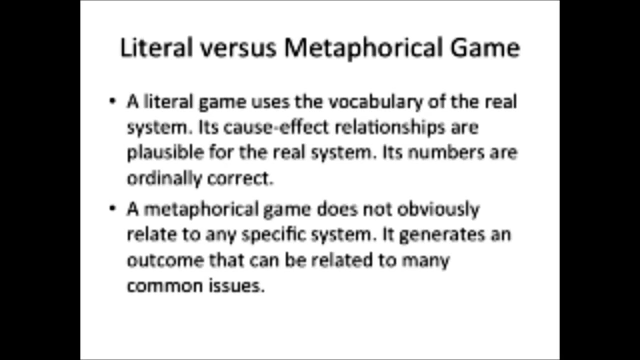 Literal versus Metaphorical Game
• A literal game uses the vocabulary of the real
system. Its cause-effect relationships are
plausible for the real system. Its numbers are
ordinally correct.
• A metaphorical game does not obviously
relate to any specific system. It generates an
outcome that can be related to many
common issues.